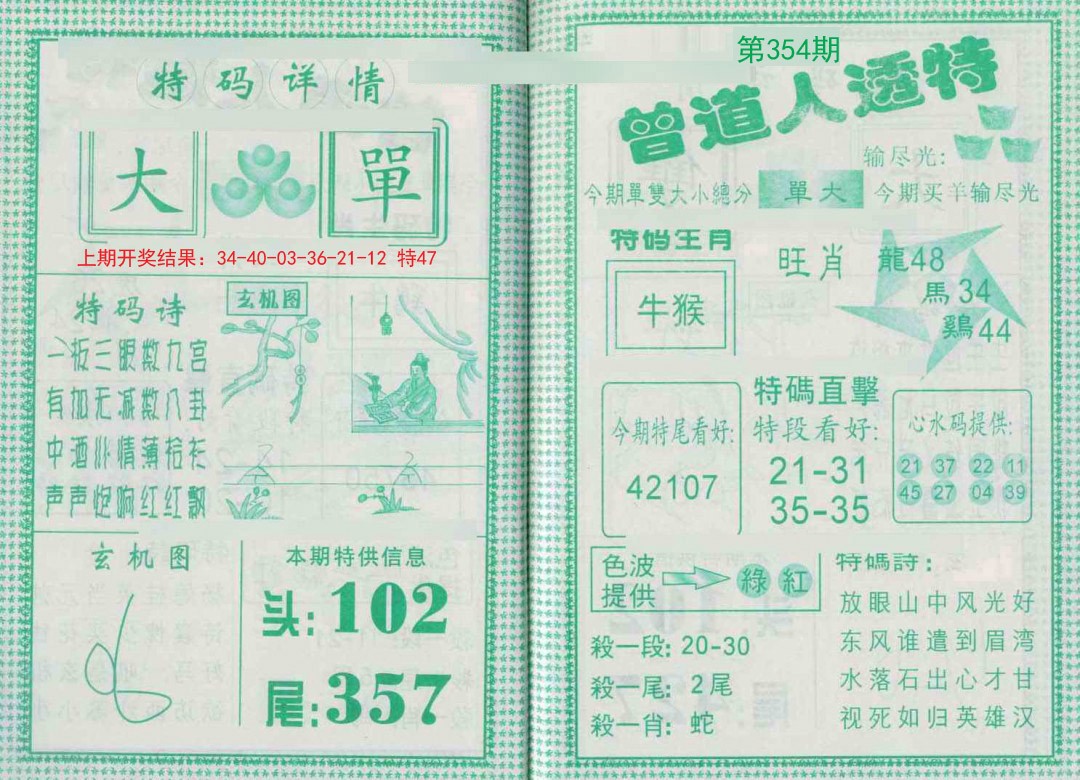 特码详情
大 單
上期开奖结果：34-40-03-36-21-12 特47
特码诗
一板三眼数九宫
有加无减数八卦
中酒 情薄拾衫
声声炮响红红飘
玄机图
玄机图
本期特供信息
头:102
尾:357
第354期
曾道人透特
输尽光:
今期單雙大小總分 單大 今期买羊输尽光
特码生肖
牛猴
旺肖 龍48
馬34
鷄44
今期特尾看好:
42107
特碼直擊
特段看好:
21-31
35-35
心水码提供:
21 37 22 11
45 27 04 39
色波提供 綠 紅
殺一段: 20-30
殺一尾: 2尾
殺一肖: 蛇
特碼詩:
放眼山中风光好
东风谁遣到眉湾
水落石出心才甘
视死如归英雄汉